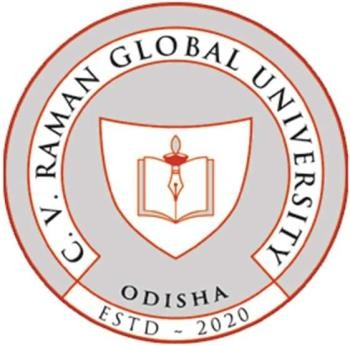 C. V. RAMAN GLOBAL UNIVERSITY
ODISHA
ESTD ~ 2020